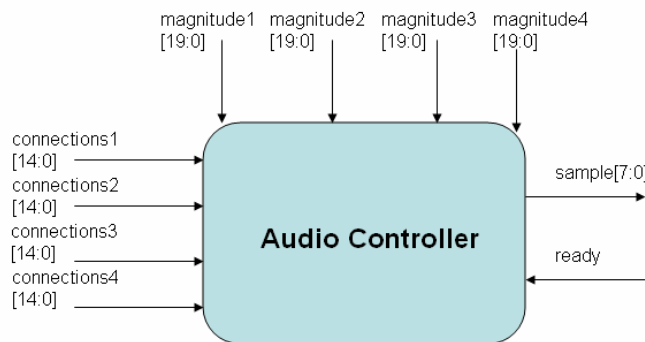 magnitude1 magnitude2 magnitude3 magnitude4
[19:0] [19:0] [19:0] [19:0]
connections1
[14:0]
connections2
[14:0]
connections3
[14:0]
connections4
[14:0]
Audio Controller
sample[7:0]
ready